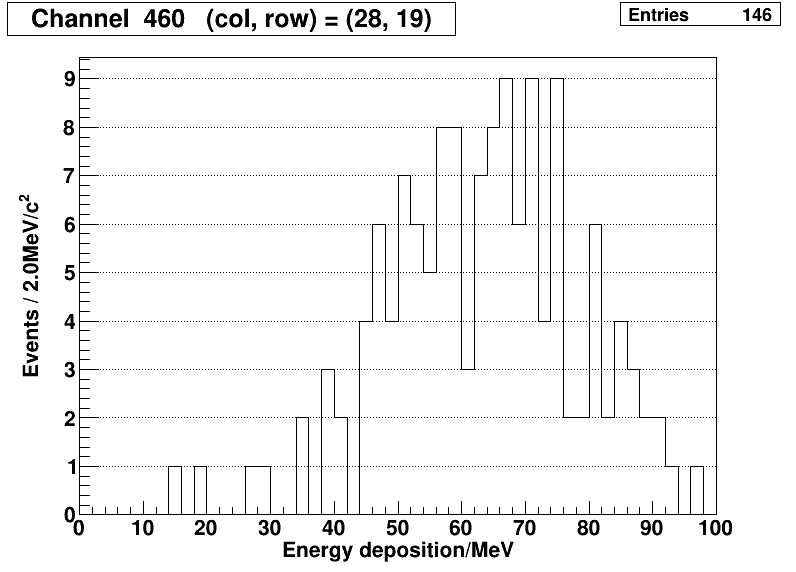 Channel 460 (col, row) = (28, 19)
Entries 146
Events / 2.0MeV/c²
9
8
7
6
5
4
3
2
1
0
0 10 20 30 40 50 60 70 80 90 100
Energy deposition/MeV